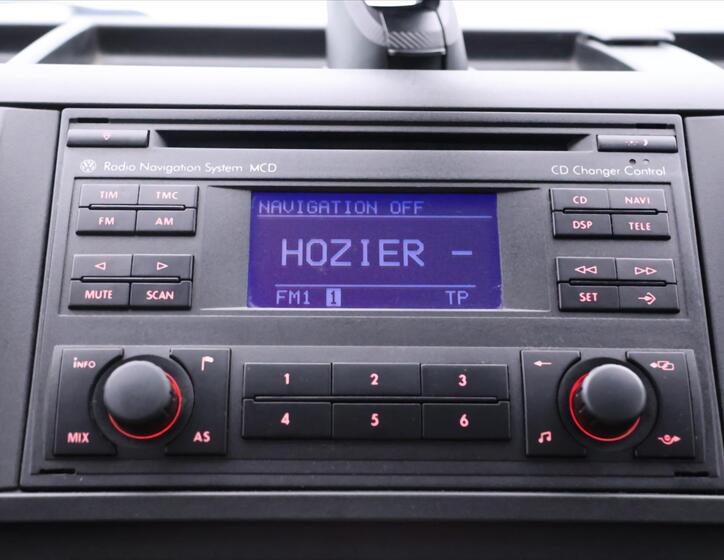 Radio Navigation System MCD CD Changer Control
TIM TMC
FM AM
MUTE SCAN
NAVIGATION OFF
HOZIER -
FM1 1 TP
CD NAVI
DSP TELE
SET
INFO
MIX AS
1 2 3
4 5 6